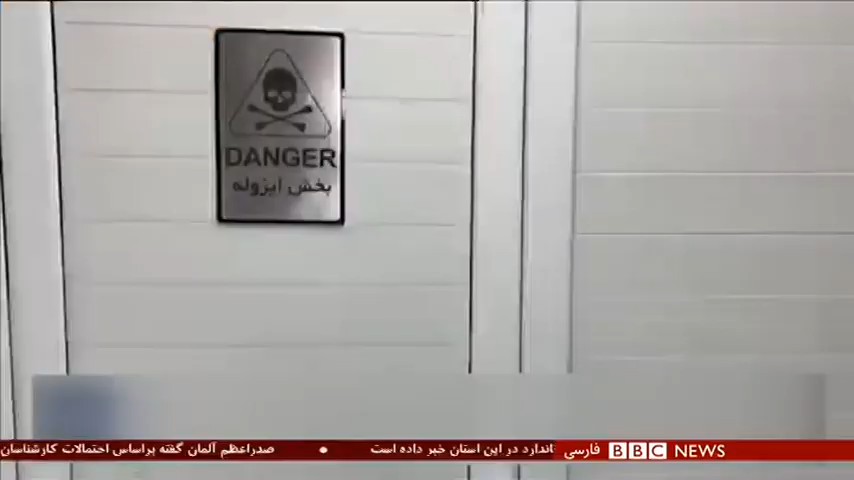 DANGER
بخش ایزوله
اندارد در این استان خبر داده است • صدراعظم آلمان گفته براساس احتمالات کارشناسان
BBC NEWS فارسی